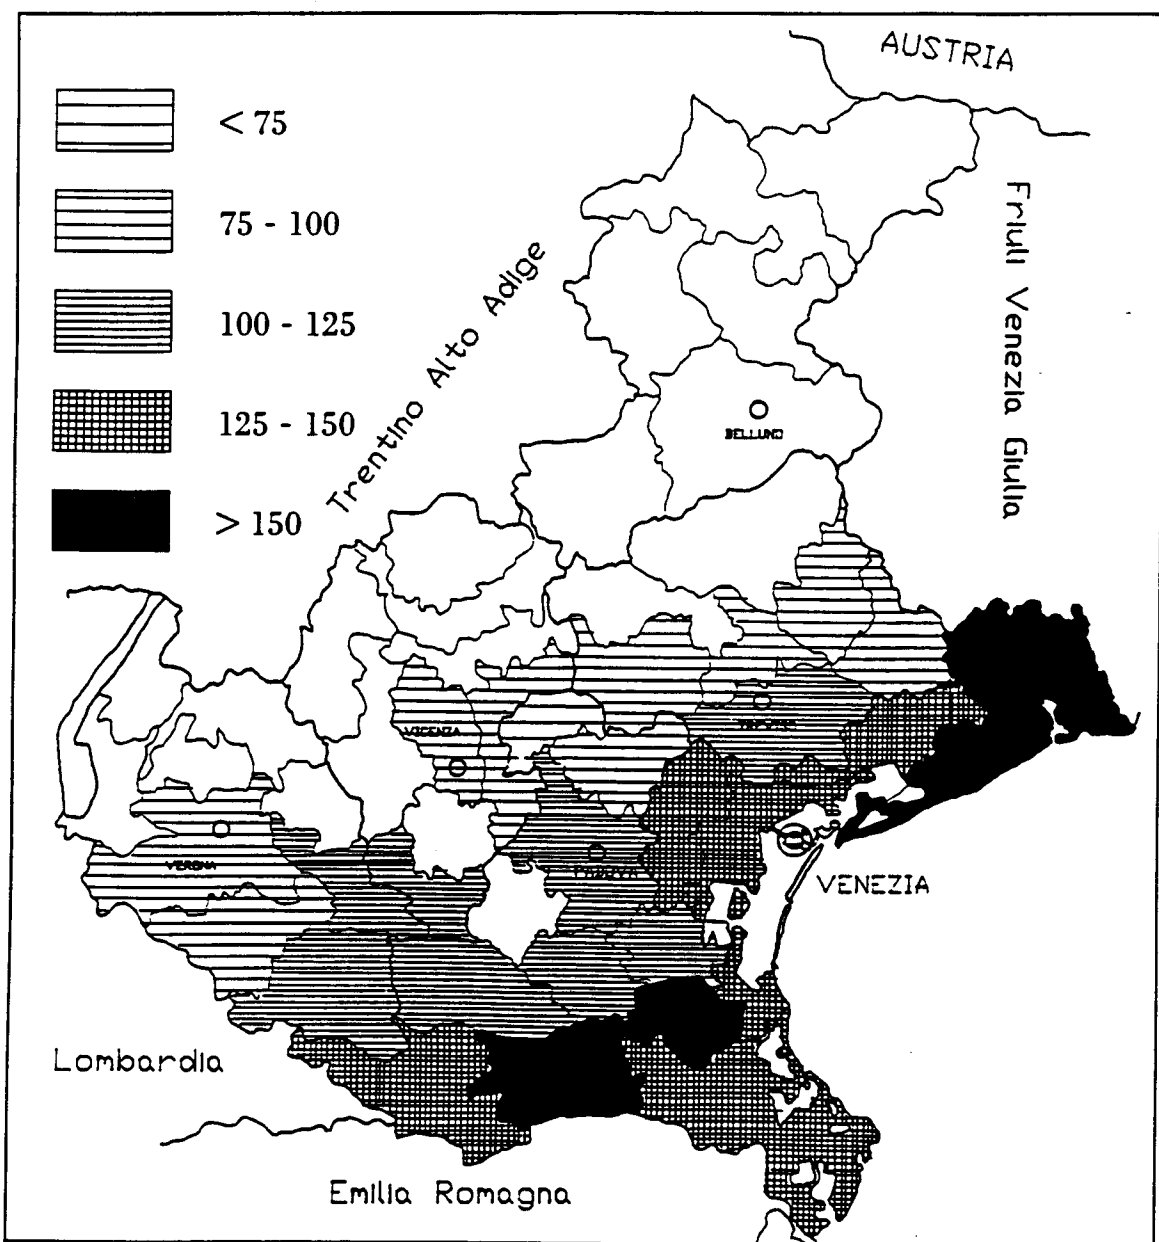 AUSTRIA
< 75
75 - 100
100 - 125
125 - 150
> 150
Trentino Alto Adige
Friuli Venezia Giulia
BELLUNO
TREVISO
VICENZA
VERONA
PADOVA
VENEZIA
Lombardia
Emilia Romagna